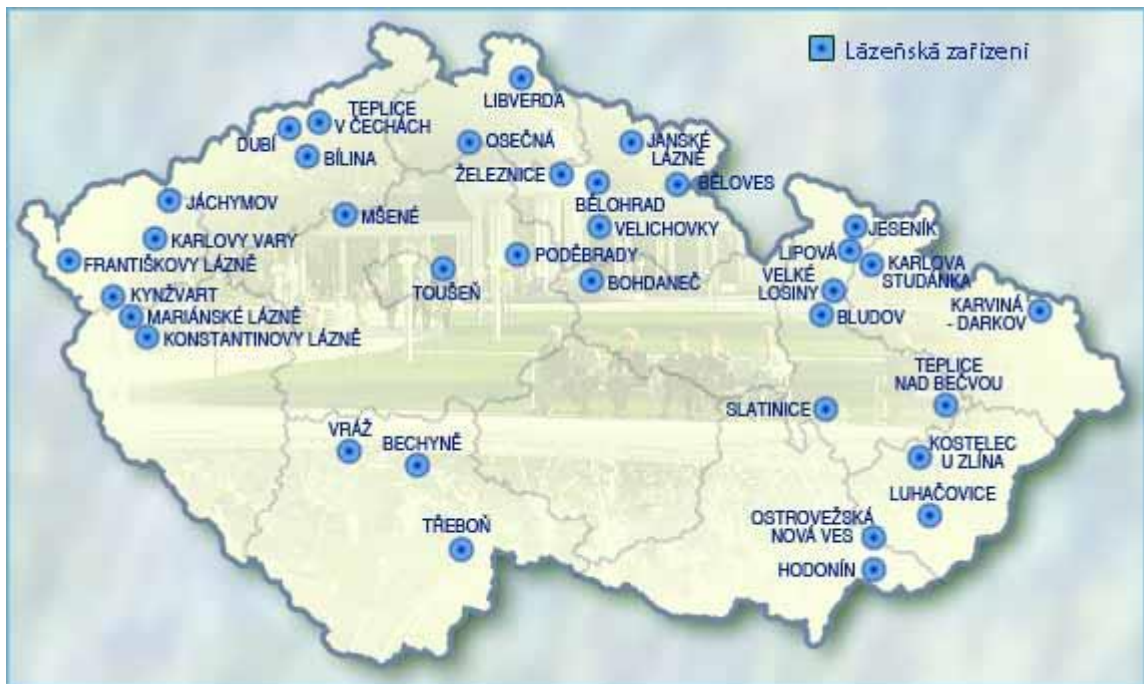 Lázeňská zařízení
LIBVERDA
TEPLICE
V ČECHÁCH
DUBÍ
BÍLINA
OSEČNÁ
JANSKÉ
LÁZNĚ
ŽELEZNICE
BĚLOVES
BĚLOHRAD
JÁCHYMOV
MŠENÉ
VELICHOVKY
JESENÍK
KARLOVY VARY
LIPOVÁ
PODĚBRADY
FRANTIŠKOVY LÁZNĚ
KARLOVA
STUDÁNKA
TOUŠEŇ
BOHDANEČ
VELKÉ
LOSINY
KYNŽVART
MARIÁNSKÉ LÁZNĚ
BLUDOV
KARVINÁ
- DARKOV
KONSTANTINOVY LÁZNĚ
TEPLICE
NAD BEČVOU
SLATINICE
VRÁŽ
BECHYNĚ
KOSTELEC
U ZLÍNA
LUHAČOVICE
TŘEBOŇ
OSTROVEŽSKÁ
NOVÁ VES
HODONÍN